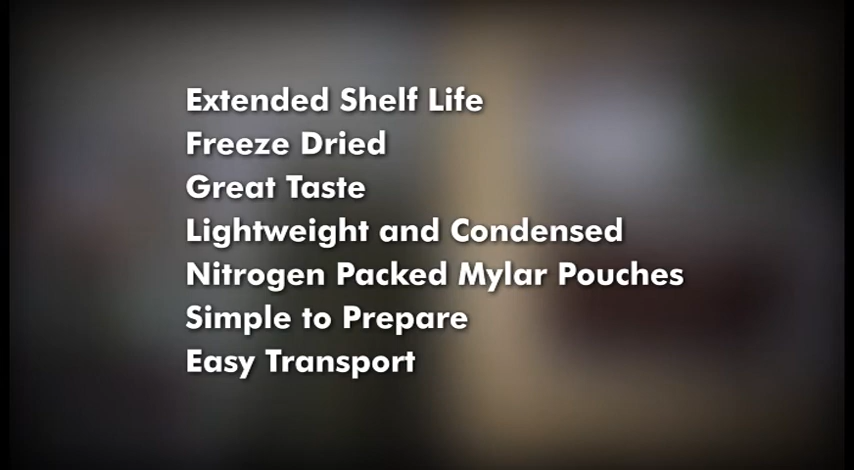 Extended Shelf Life
Freeze Dried
Great Taste
Lightweight and Condensed
Nitrogen Packed Mylar Pouches
Simple to Prepare
Easy Transport